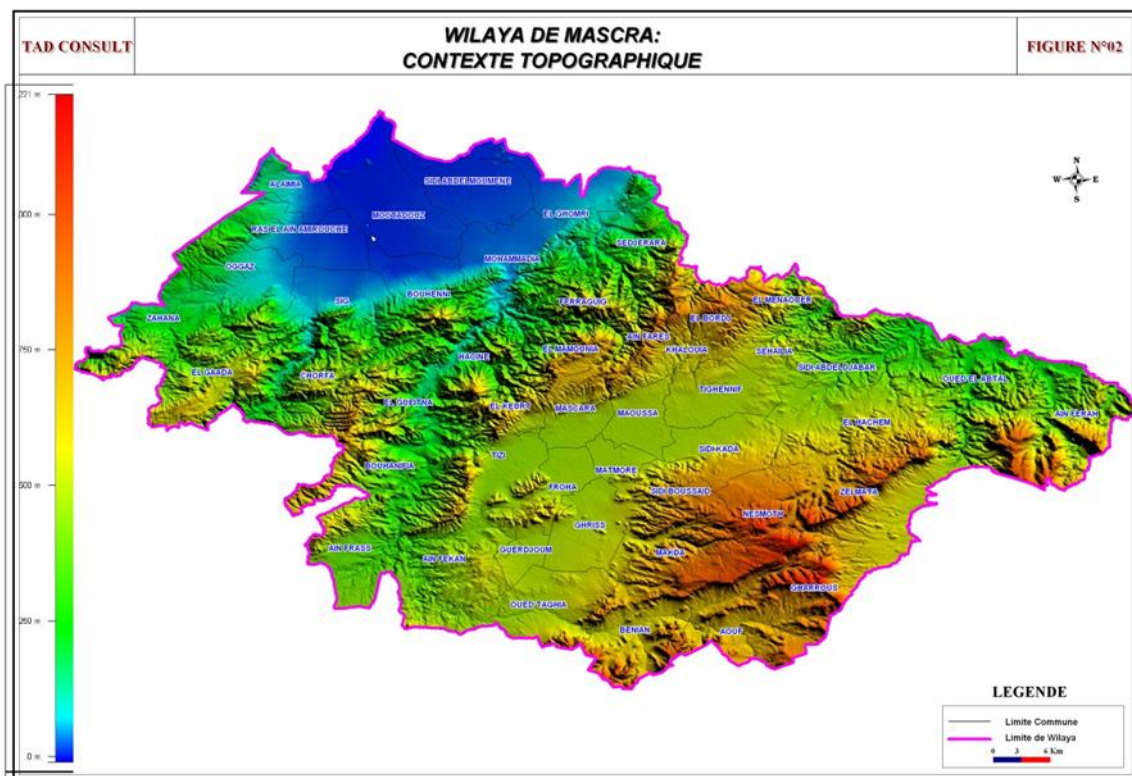 TAD CONSULT
WILAYA DE MASCRA:
CONTEXTE TOPOGRAPHIQUE
FIGURE N°02
221 m
000 m
750 m
500 m
250 m
0 m
N
W
E
S
ALAIMIA
SIDI ABDELMOUMENE
MOCTADOUZ
EL GHOMRI
RAS EL AIN AMIROUCHE
SEDJERARA
OGGAZ
MOHAMMADIA
SIG
BOUHENNI
FERRAGUIG
EL MENAOUER
ZAHANA
EL BORDJ
AIN FARES
KHALOUIA
SEHAILIA
EL MAMOUNIA
HACINE
SIDI ABDELDJABAR
EL GAADA
CHORFA
OUED EL ABTAL
TIGHENNIF
EL GUEITNA
EL KEURT
MASCARA
MAOUSSA
AIN FERAH
EL HACHEM
SIDI KADA
TIZI
BOUHANIFIA
MATMORE
FROHA
SIDI BOUSSAID
ZELMATA
NESMOTH
GHRISS
AIN FRASS
GUERDJOUM
MAKDA
AIN FEKAN
GHARROUS
OUED TAGHIA
BENIAN
AOUF
LEGENDE
Limite Commune
Limite de Wilaya
0 3 6 Km